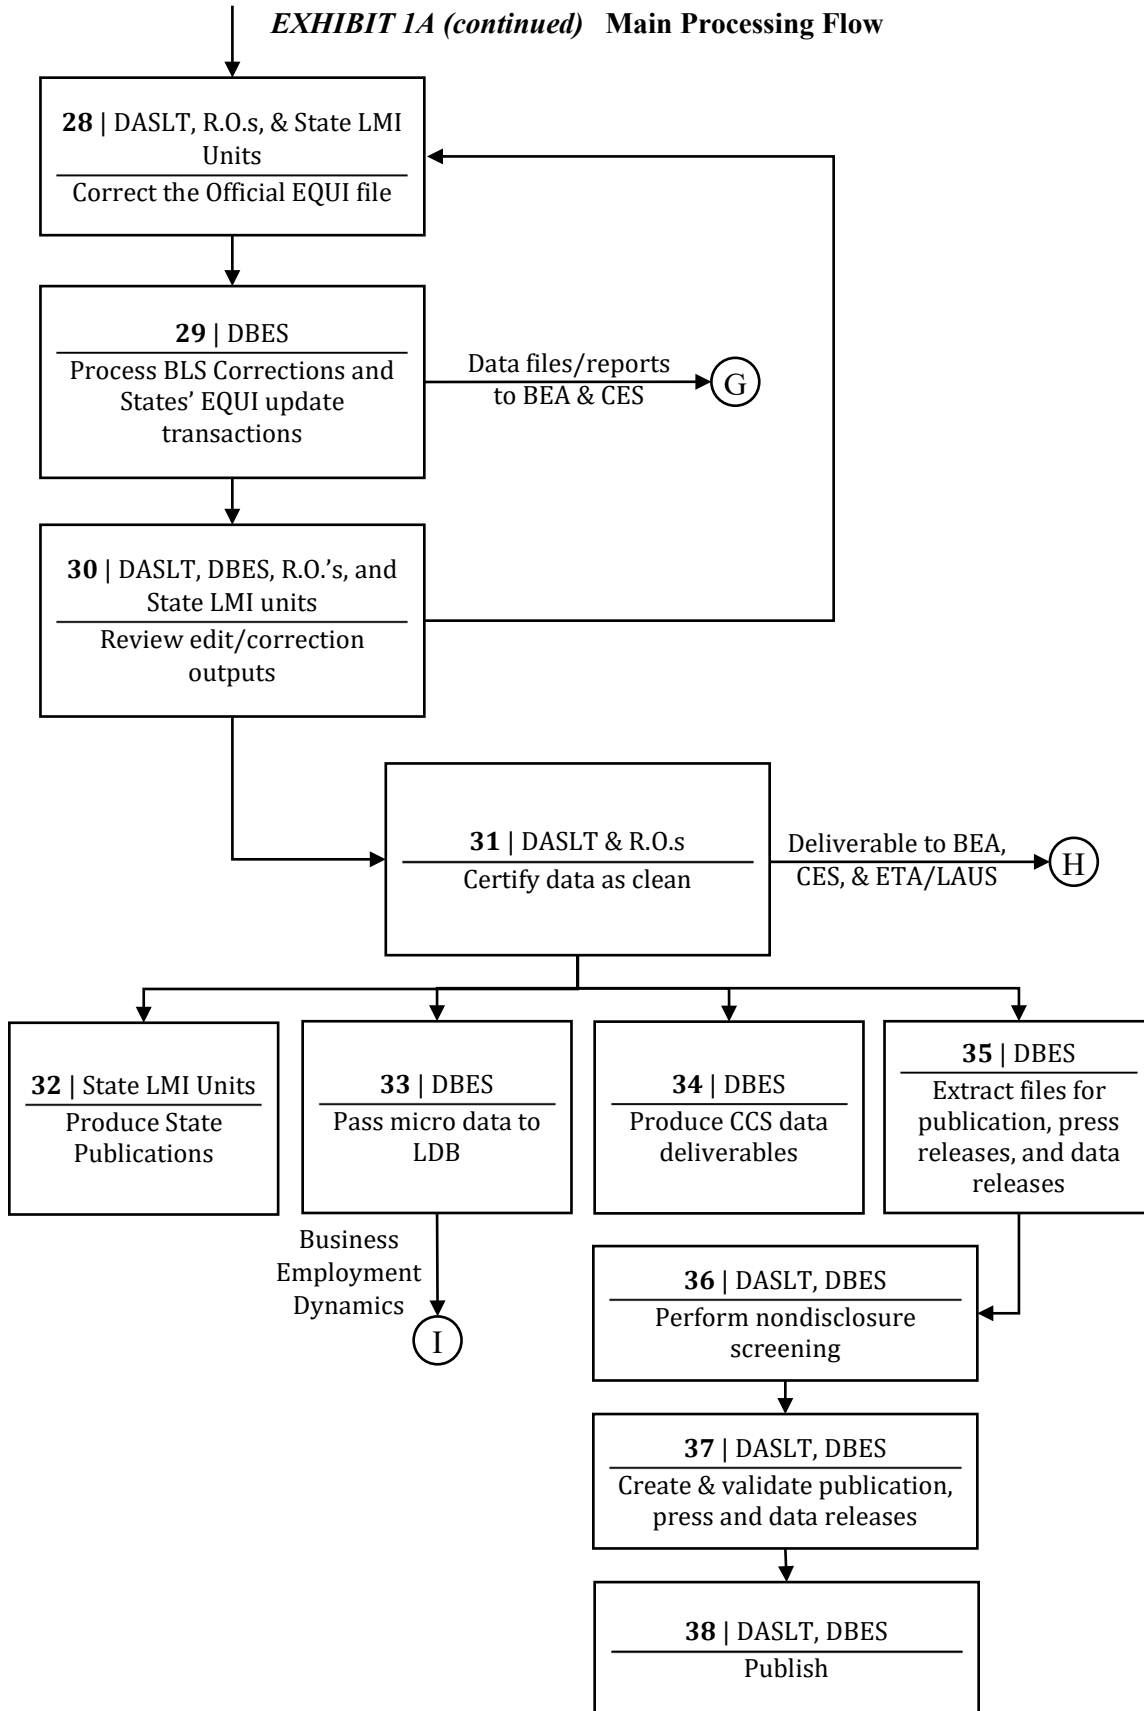 EXHIBIT 1A (continued) Main Processing Flow
28 | DASLT, R.O.s, & State LMI
Units
Correct the Official EQUI file
29 | DBES
Process BLS Corrections and
States’ EQUI update
transactions
Data files/reports
to BEA & CES
G
30 | DASLT, DBES, R.O.’s, and
State LMI units
Review edit/correction
outputs
31 | DASLT & R.O.s
Certify data as clean
Deliverable to BEA,
CES, & ETA/LAUS
H
32 | State LMI Units
Produce State
Publications
33 | DBES
Pass micro data to
LDB
34 | DBES
Produce CCS data
deliverables
35 | DBES
Extract files for
publication, press
releases, and data
releases
Business
Employment
Dynamics
I
36 | DASLT, DBES
Perform nondisclosure
screening
37 | DASLT, DBES
Create & validate publication,
press and data releases
38 | DASLT, DBES
Publish